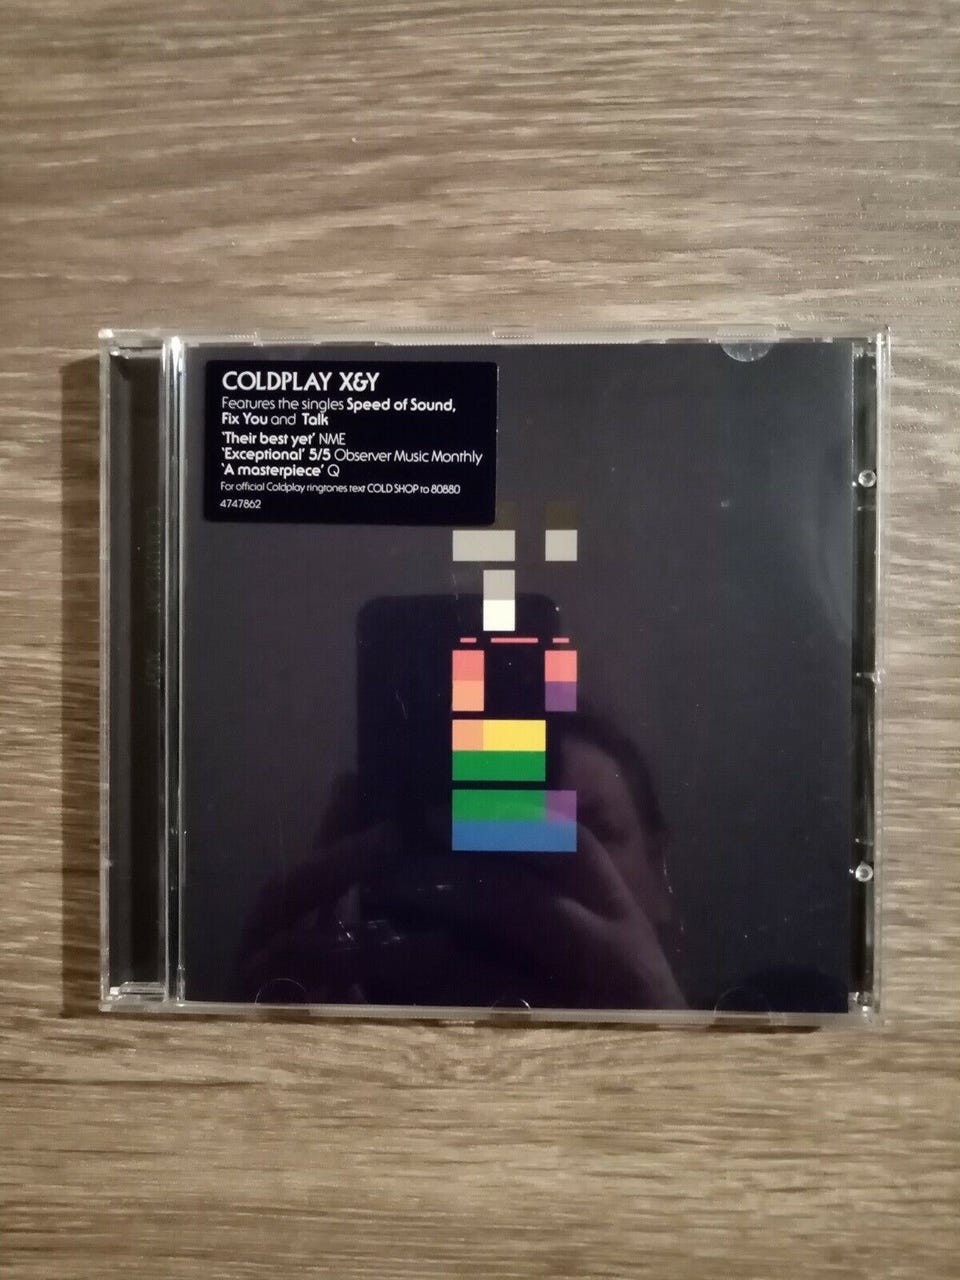 COLDPLAY X&Y
Features the singles Speed of Sound,
Fix You and Talk
'Their best yet' NME
'Exceptional' 5/5 Observer Music Monthly
'A masterpiece' Q
For official Coldplay ringtones text COLD SHOP to 80880
4747862